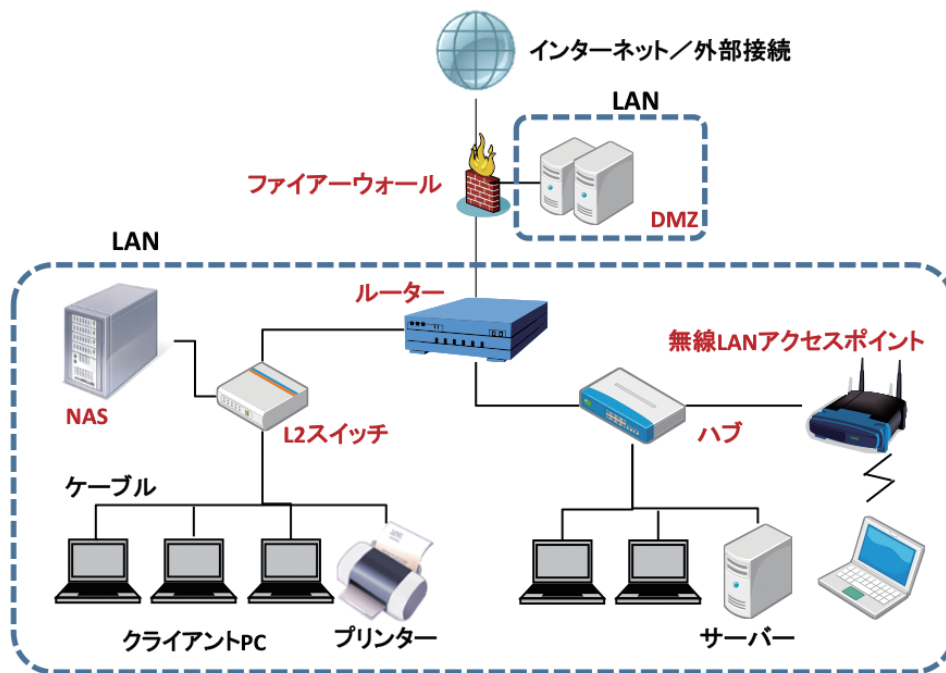 インターネット／外部接続
LAN
ファイアーウォール
DMZ
LAN
ルーター
無線LANアクセスポイント
NAS
L2スイッチ
ハブ
ケーブル
クライアントPC
プリンター
サーバー